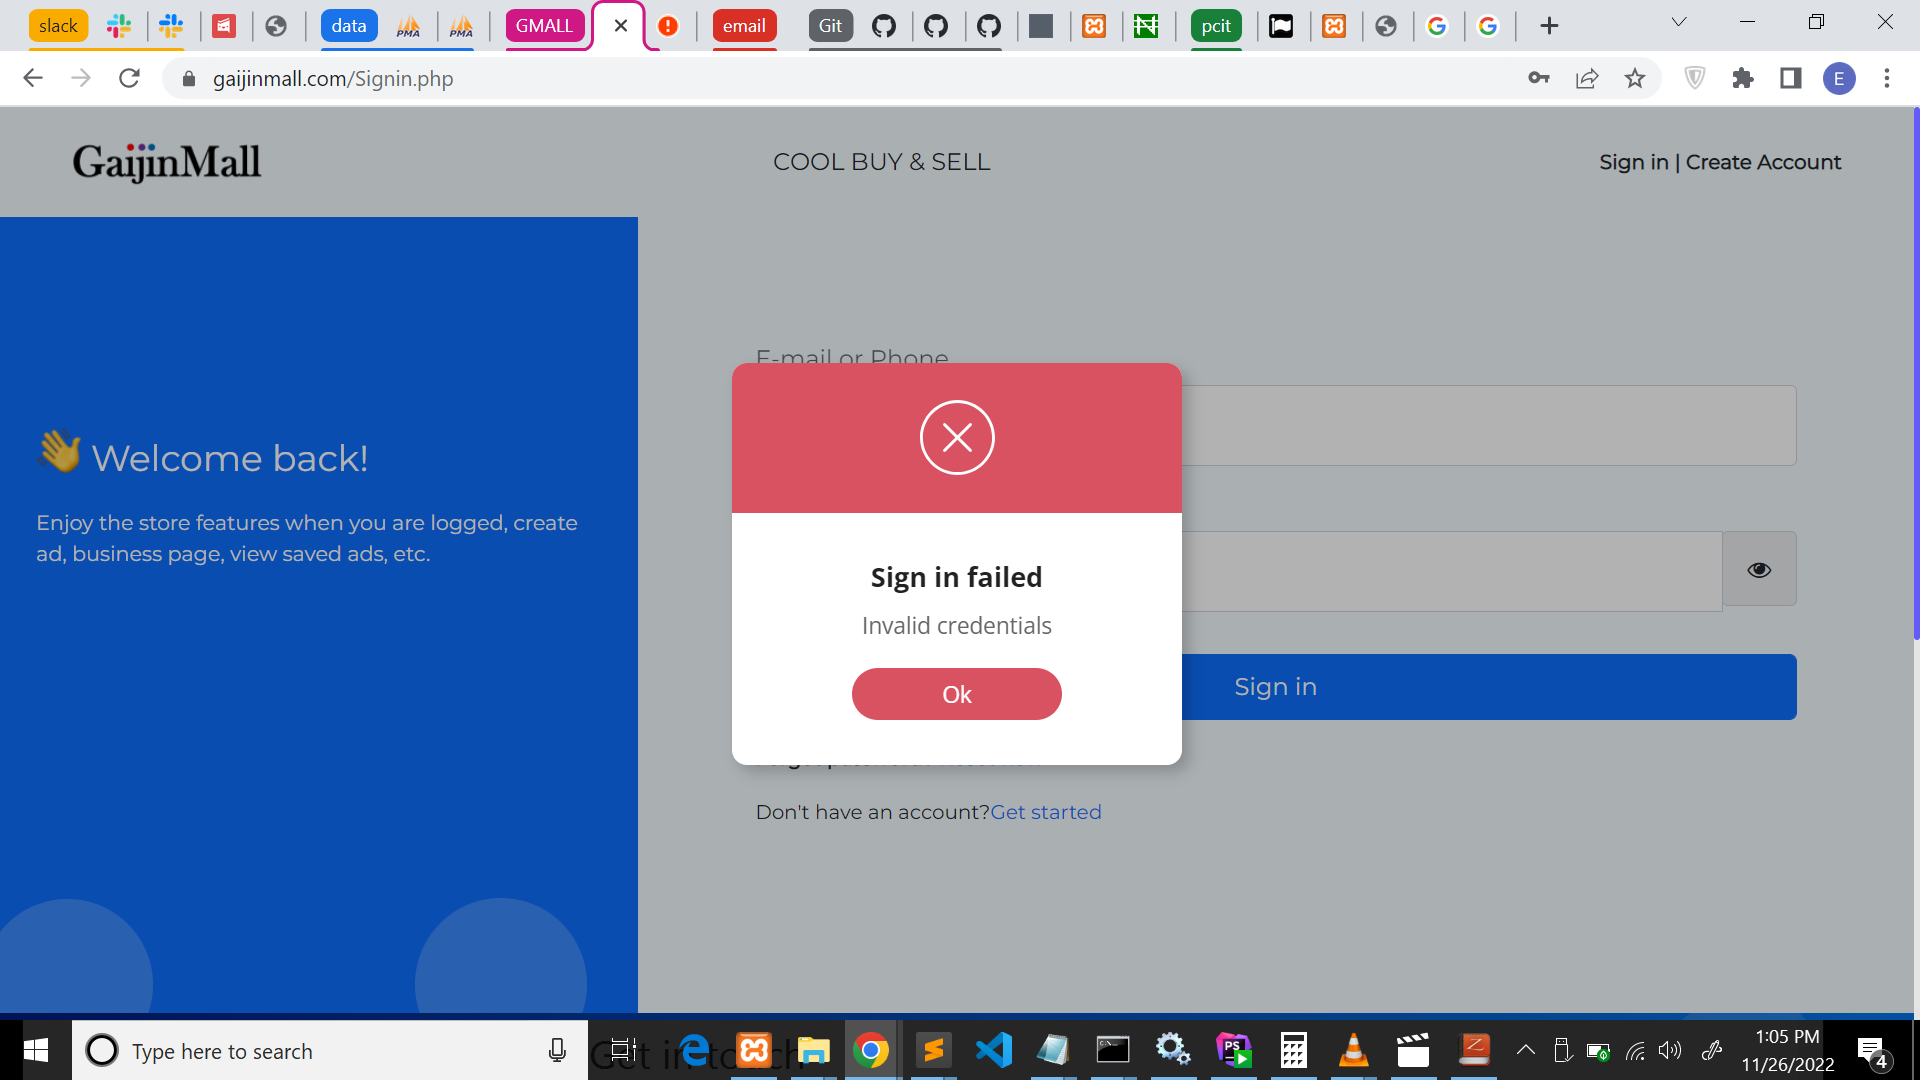 slack
data
PMA
PMA
GMALL
email
Git
pcit
gaijinmall.com/Signin.php
E
GaijinMall
COOL BUY & SELL
Sign in | Create Account
👋 Welcome back!
Enjoy the store features when you are logged, create
ad, business page, view saved ads, etc.
E-mail or Phone
Sign in failed
Invalid credentials
Ok
Sign in
Don't have an account?Get started
Get in touch
Type here to search
PS
1:05 PM
11/26/2022
4